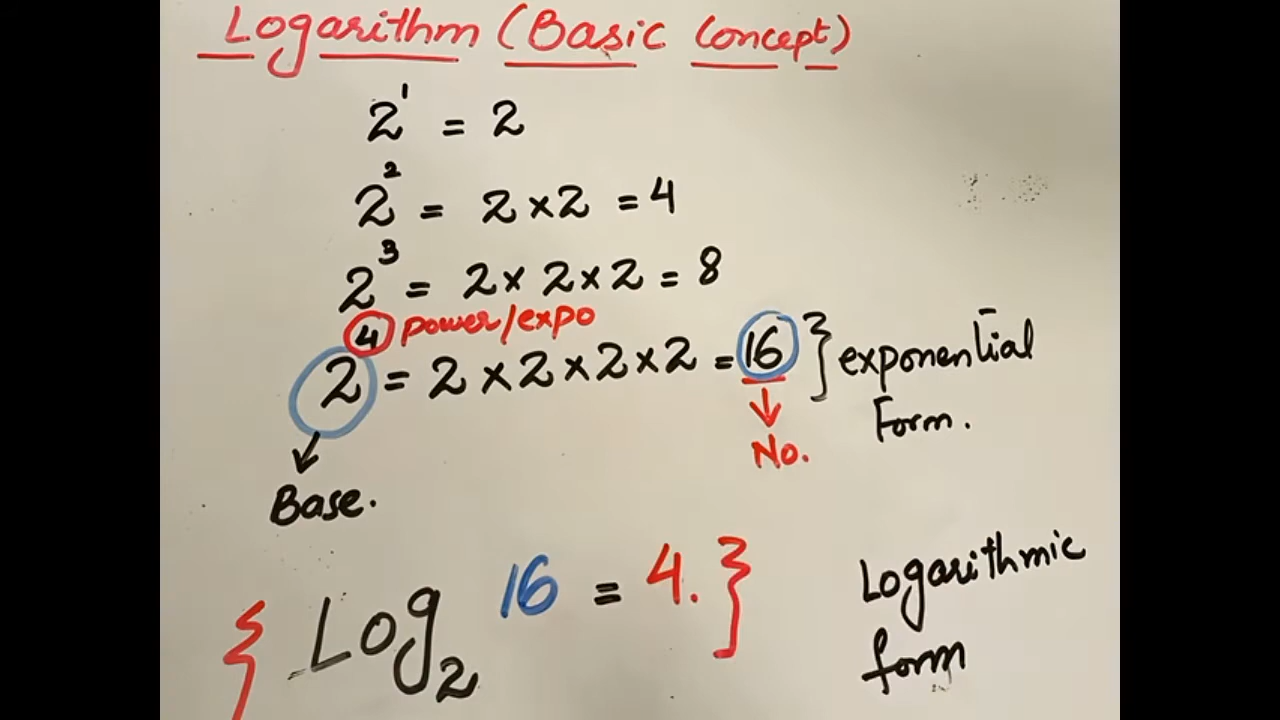 Logarithm (Basic Concept)
2¹ = 2
2² = 2×2 = 4
2³ = 2×2×2 = 8
power/expo
2⁴ = 2×2×2×2 = 16 } exponential
Form.
No.
Base.
{ Log₂ 16 = 4. } Logarithmic
form